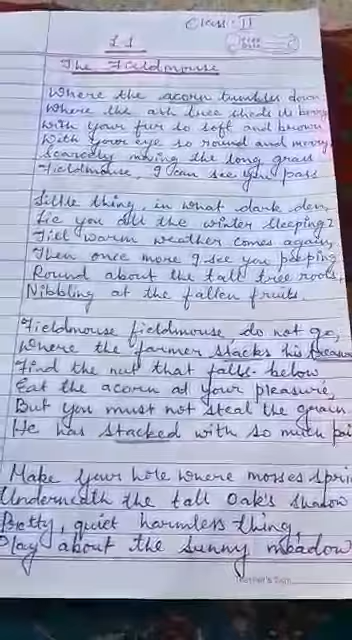 Class: II
L1
The Fieldmouse
Where the acorn tumbles down
Where the ash tree sheds its berry
With your fur so soft and brown
With your eye so round and merry
Scarcely moving the long grass
Fieldmouse, I can see you pass
Little thing, in what dark den,
Lie you all the winter sleeping?
Till warm weather comes again,
Then once more I see you peeping
Round about the tall tree roots,
Nibbling at the fallen fruits.
Fieldmouse fieldmouse, do not go,
Where the farmer stacks his
Find the nut that falls below
Eat the acorn at your pleasure,
But you must not steal the grain
He has stacked with so much
Make your hole where mosses
Underneath the tall Oak's shadow
Pretty, quiet harmless thing,
Play about the sunny meadow